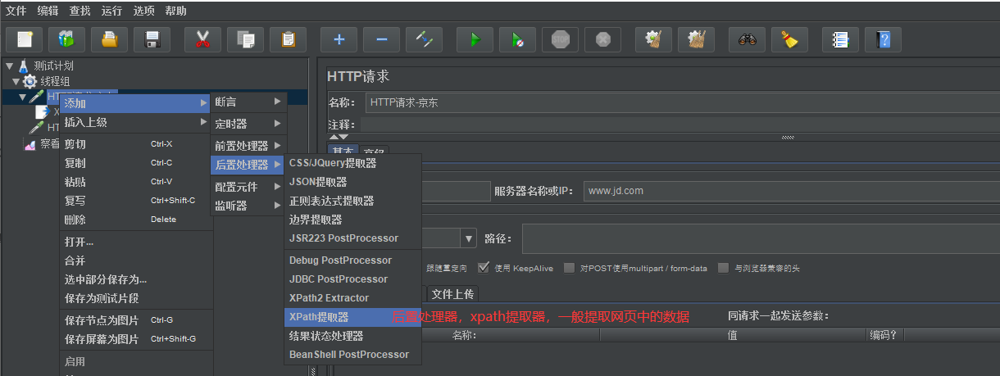 文件 编辑 查找 运行 选项 帮助
测试计划
线程组
HTTP请求
名称： HTTP请求-京东
注释：
基本 高级
添加
插入上级
剪切 Ctrl-X
复制 Ctrl-C
粘贴 Ctrl-V
复写 Ctrl+Shift-C
删除 Delete
打开...
合并
选中部分保存为...
保存为测试片段
保存节点为图片 Ctrl-G
保存屏幕为图片 Ctrl+Shift-G
启用
断言
定时器
前置处理器
后置处理器
配置元件
监听器
CSS/JQuery提取器
JSON提取器
正则表达式提取器
边界提取器
JSR223 PostProcessor
Debug PostProcessor
JDBC PostProcessor
XPath2 Extractor
XPath提取器
结果状态处理器
BeanShell PostProcessor
服务器名称或IP： www.jd.com
路径：
跟随重定向 使用 KeepAlive 对POST使用multipart / form-data 与浏览器兼容的头
文件上传
后置处理器，xpath提取器，一般提取网页中的数据
同请求一起发送参数：
名称： 值 编码？